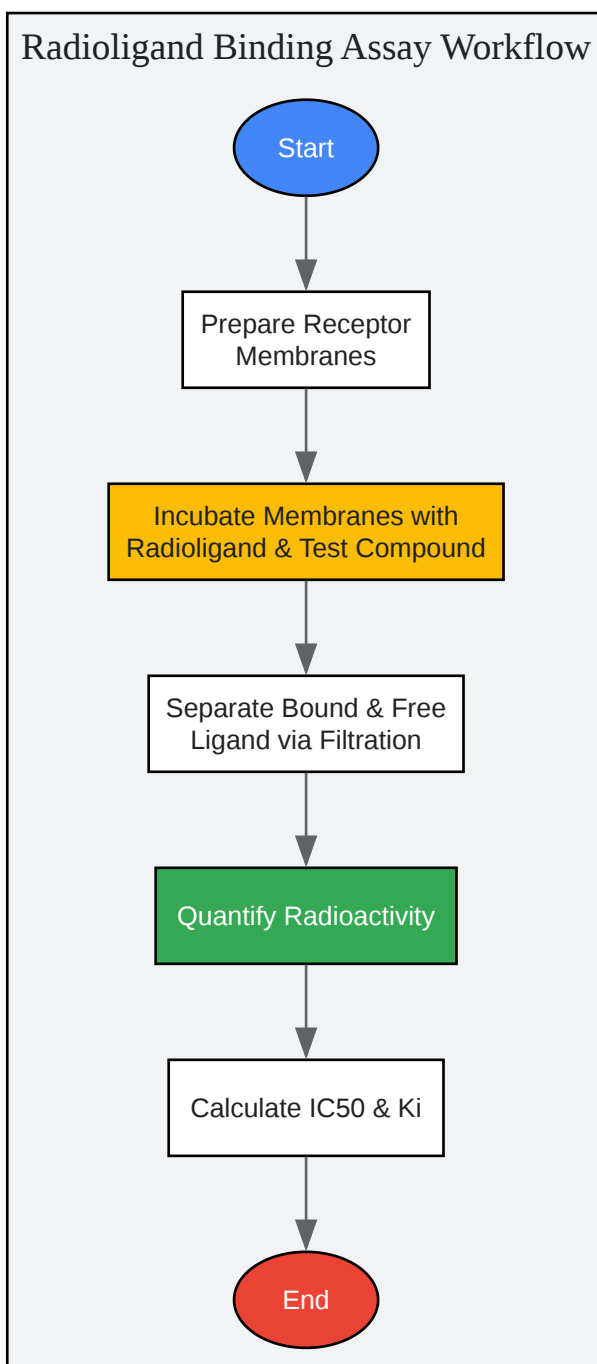 Radioligand Binding Assay Workflow
Start
Prepare Receptor
Membranes
Incubate Membranes with
Radioligand & Test Compound
Separate Bound & Free
Ligand via Filtration
Quantify Radioactivity
Calculate IC50 & Ki
End